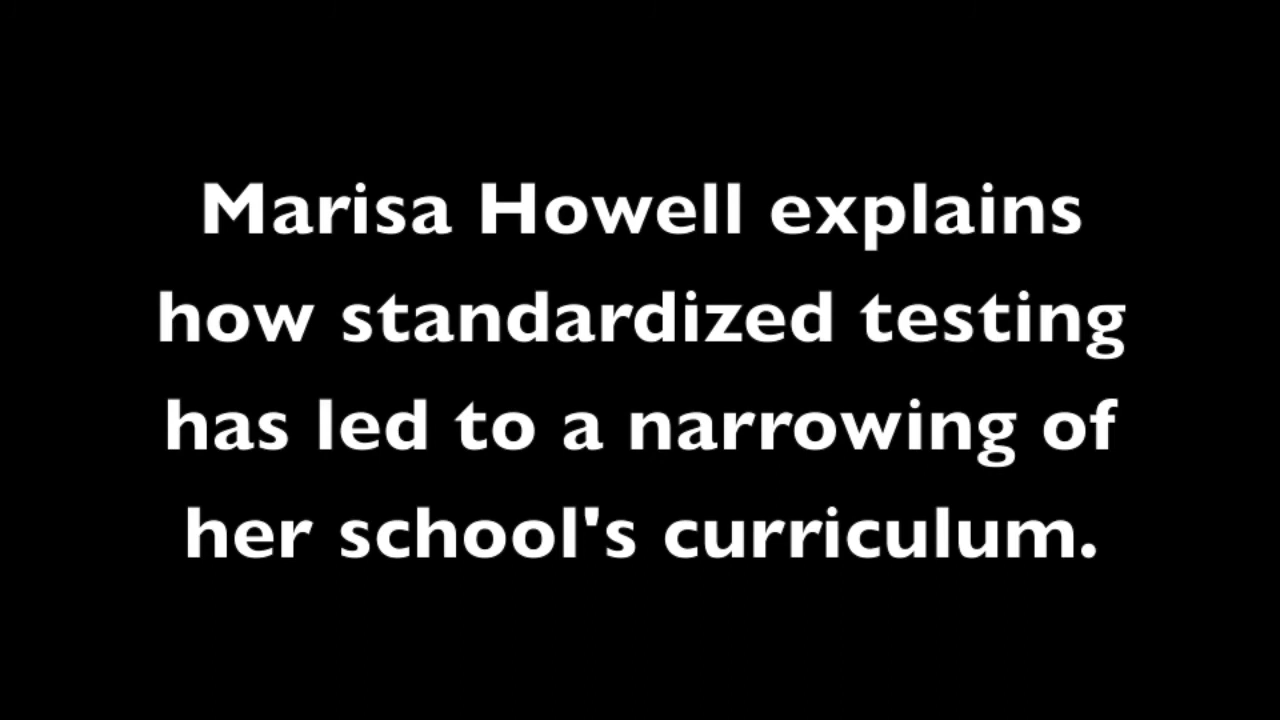 Marisa Howell explains
how standardized testing
has led to a narrowing of
her school's curriculum.